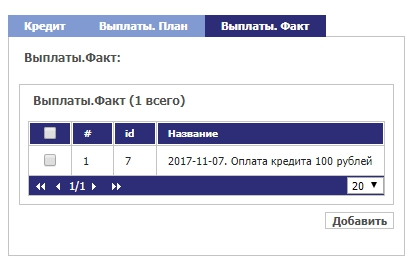 Кредит Выплаты. План Выплаты. Факт
Выплаты.Факт:
Выплаты.Факт (1 всего)
# id Название
1 7 2017-11-07. Оплата кредита 100 рублей
1/1 20
Добавить